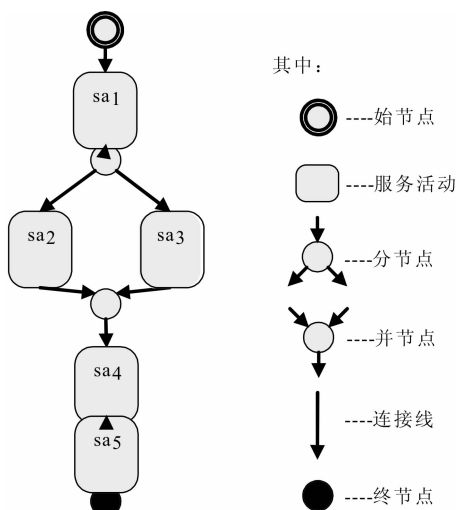 sa1
sa2
sa3
sa4
sa5
其中：
----始节点
----服务活动
----分节点
----并节点
----连接线
----终节点